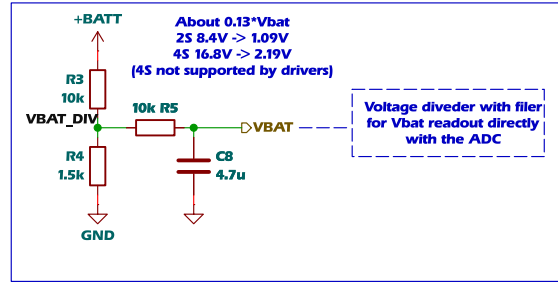 +BATT
About 0.13*Vbat
2S 8.4V -> 1.09V
4S 16.8V -> 2.19V
(4S not supported by drivers)
R3
10k
VBAT_DIV
10k R5
VBAT
Voltage diveder with filer
for Vbat readout directly
with the ADC
R4
1.5k
C8
4.7u
GND